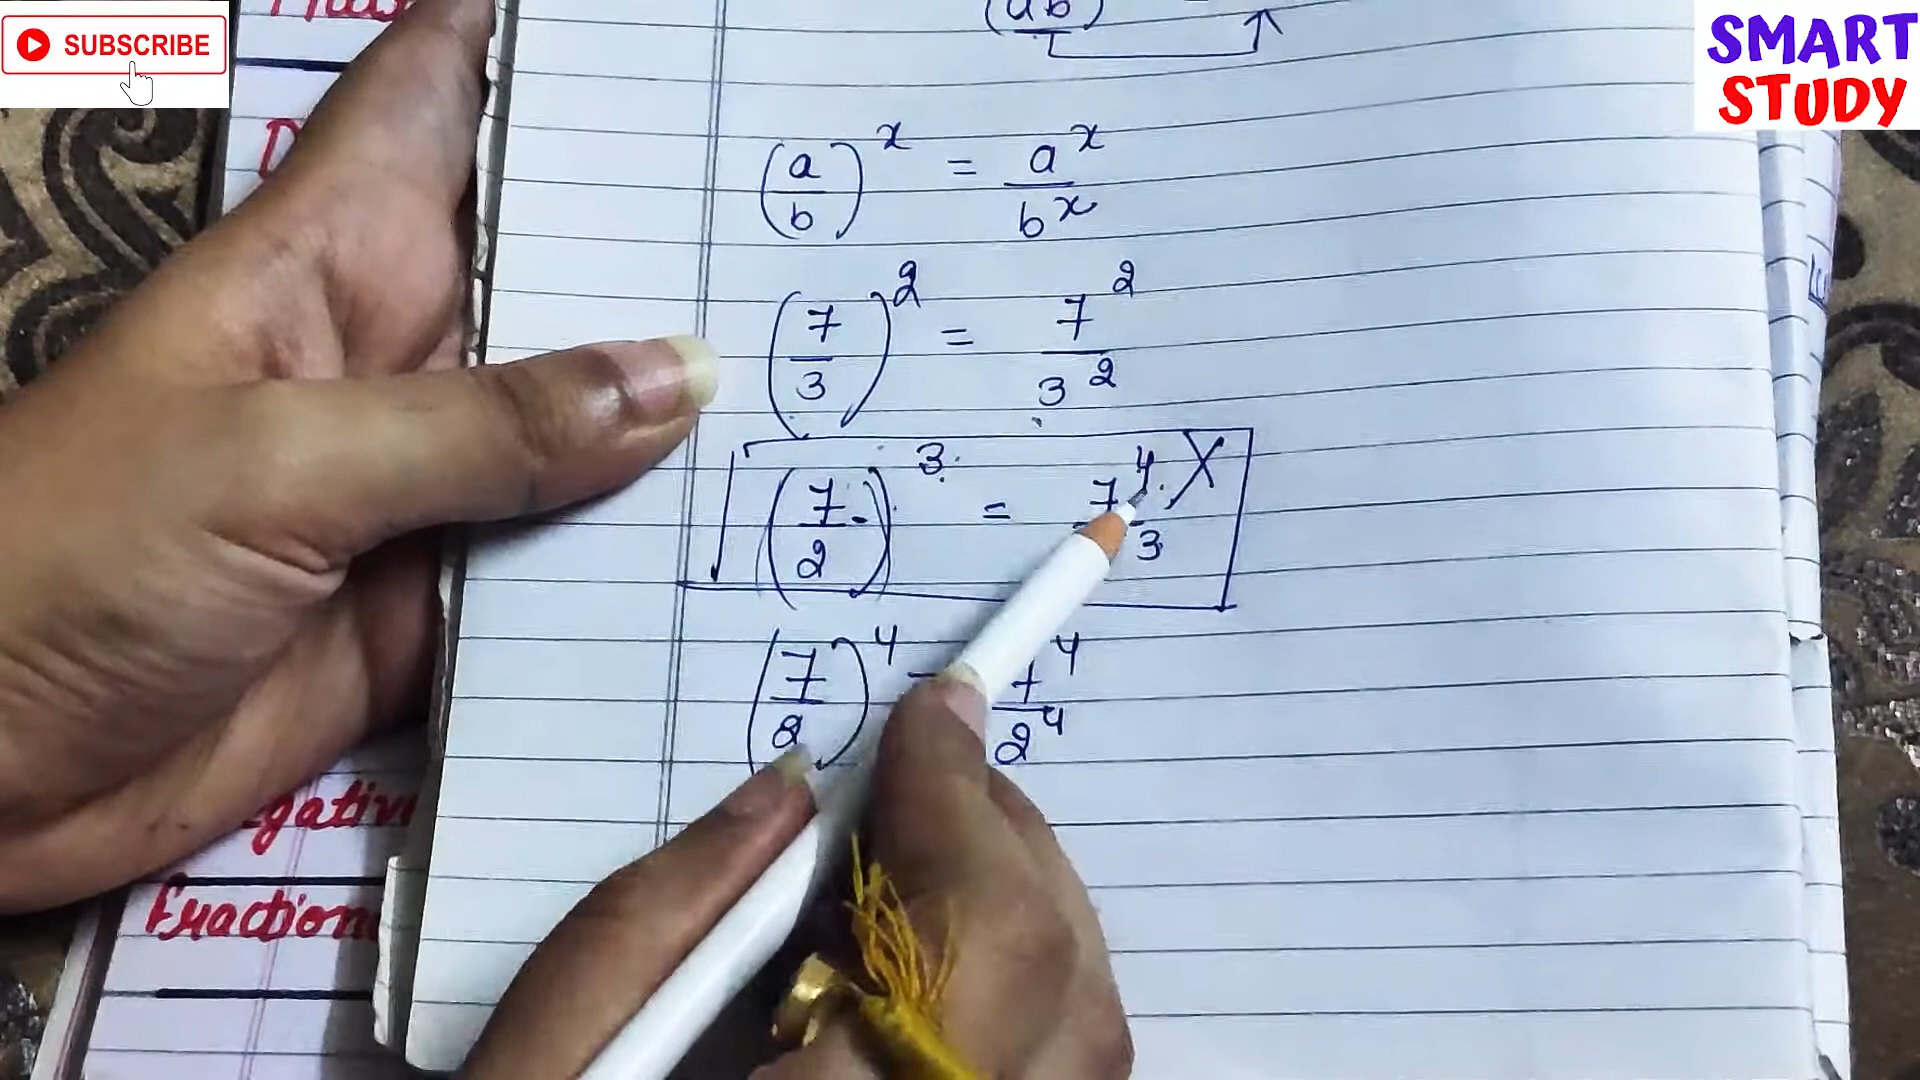 SUBSCRIBE
SMART
STUDY
(ab)
(a/b)^x = a^x/b^x
(7/3)^2 = 7^2/3^2
(7/2)^3 = 7^4/ 3 X
(7/2)^4 = 7^4/2^4
Fraction